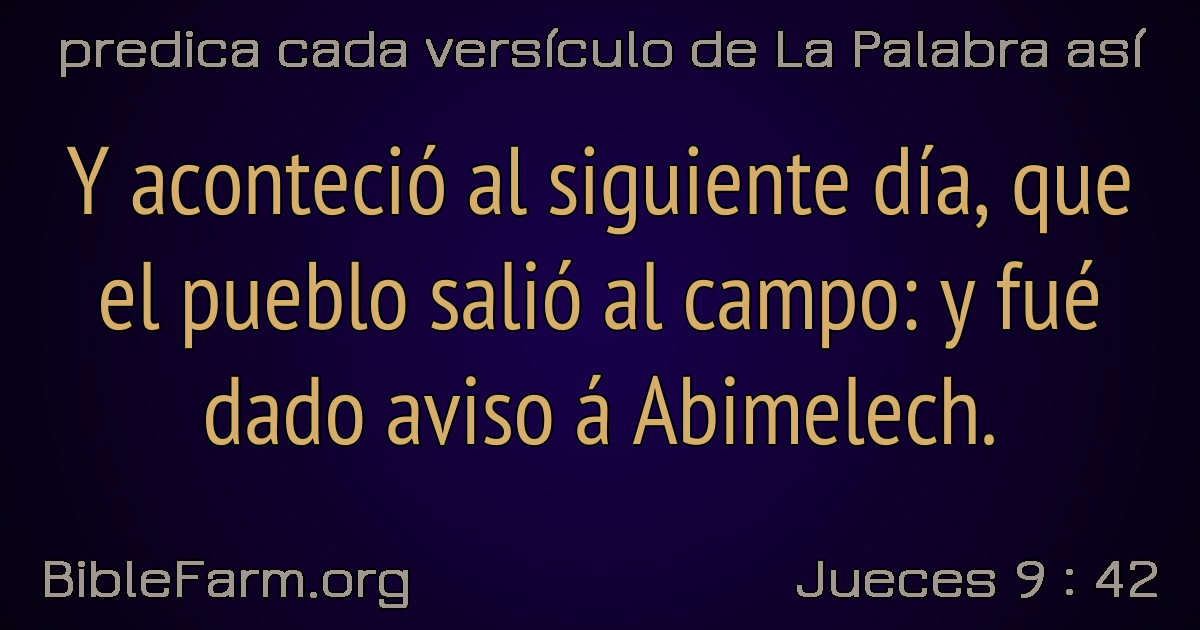 predica cada versículo de La Palabra así
Y aconteció al siguiente día, que
el pueblo salió al campo: y fué
dado aviso á Abimelech.
BibleFarm.org
Jueces 9 : 42